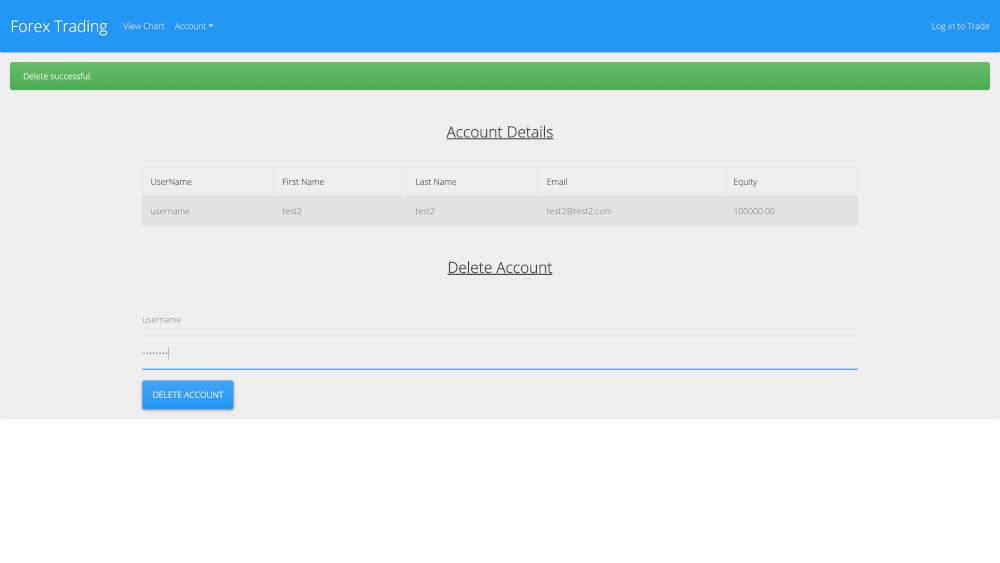 Forex Trading View Chart Account Log in to Trade
Delete successful.
Account Details
UserName First Name Last Name Email Equity
username test2 test2 test2@test2.com 100000.00
Delete Account
username
········
DELETE ACCOUNT